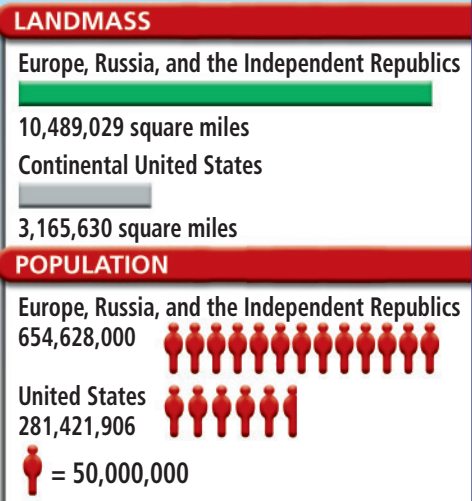 LANDMASS
Europe, Russia, and the Independent Republics
10,489,029 square miles
Continental United States
3,165,630 square miles
POPULATION
Europe, Russia, and the Independent Republics
654,628,000
United States
281,421,906
= 50,000,000